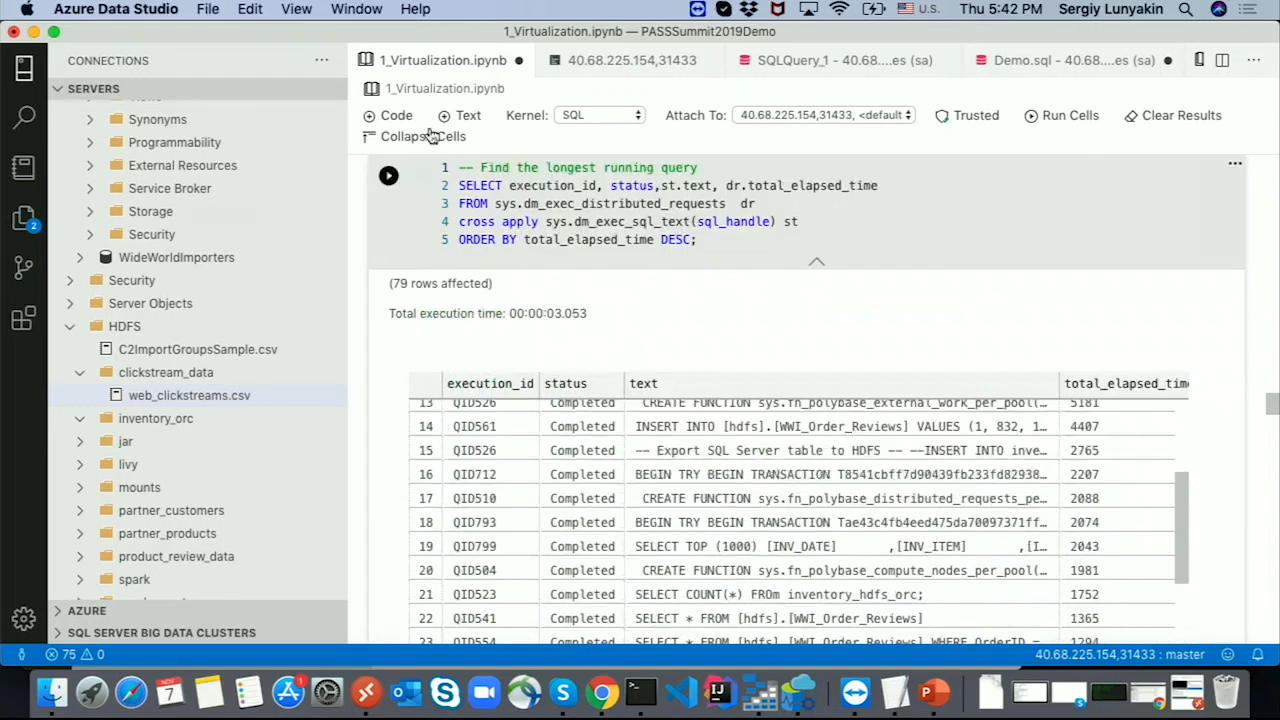 Azure Data Studio File Edit View Window Help U.S. Thu 5:42 PM Sergiy Lunyakin
1_Virtualization.ipynb — PASSSummit2019Demo
CONNECTIONS ···
1_Virtualization.ipynb ● 40.68.225.154,31433 SQLQuery_1 - 40.68....es (sa) Demo.sql - 40.68....es (sa) ●
SERVERS
1_Virtualization.ipynb
Synonyms
Programmability
External Resources
Service Broker
Storage
Security
WideWorldImporters
Security
Server Objects
HDFS
C2ImportGroupsSample.csv
clickstream_data
web_clickstreams.csv
inventory_orc
jar
livy
mounts
partner_customers
partner_products
product_review_data
spark
AZURE
SQL SERVER BIG DATA CLUSTERS
2
Code Text Kernel: SQL Attach To: 40.68.225.154,31433, <default Trusted Run Cells Clear Results
Collapse Cells
1 -- Find the longest running query
2 SELECT execution_id, status,st.text, dr.total_elapsed_time
3 FROM sys.dm_exec_distributed_requests dr
4 cross apply sys.dm_exec_sql_text(sql_handle) st
5 ORDER BY total_elapsed_time DESC;
(79 rows affected)
Total execution time: 00:00:03.053
execution_id status text total_elapsed_time
13 QID526 Completed CREATE FUNCTION sys.fn_polybase_external_work_per_pool(… 5181
14 QID561 Completed INSERT INTO [hdfs].[WWI_Order_Reviews] VALUES (1, 832, 1… 4407
15 QID526 Completed -- Export SQL Server table to HDFS -- --INSERT INTO inve… 2765
16 QID712 Completed BEGIN TRY BEGIN TRANSACTION T8541cbff7d90439fb233fd82938… 2207
17 QID510 Completed CREATE FUNCTION sys.fn_polybase_distributed_requests_pe… 2088
18 QID793 Completed BEGIN TRY BEGIN TRANSACTION Tae43c4fb4eed475da70097371ff… 2074
19 QID799 Completed SELECT TOP (1000) [INV_DATE] ,[INV_ITEM] ,[I… 2043
20 QID504 Completed CREATE FUNCTION sys.fn_polybase_compute_nodes_per_pool(… 1981
21 QID523 Completed SELECT COUNT(*) FROm inventory_hdfs_orc; 1752
22 QID541 Completed SELECT * FROM [hdfs].[WWI_Order_Reviews] 1365
23 QID554 Completed SELECT * FROM [hdfs].[WWI_Order_Reviews] WHERE OrderID = 1294
75 0 40.68.225.154,31433 : master